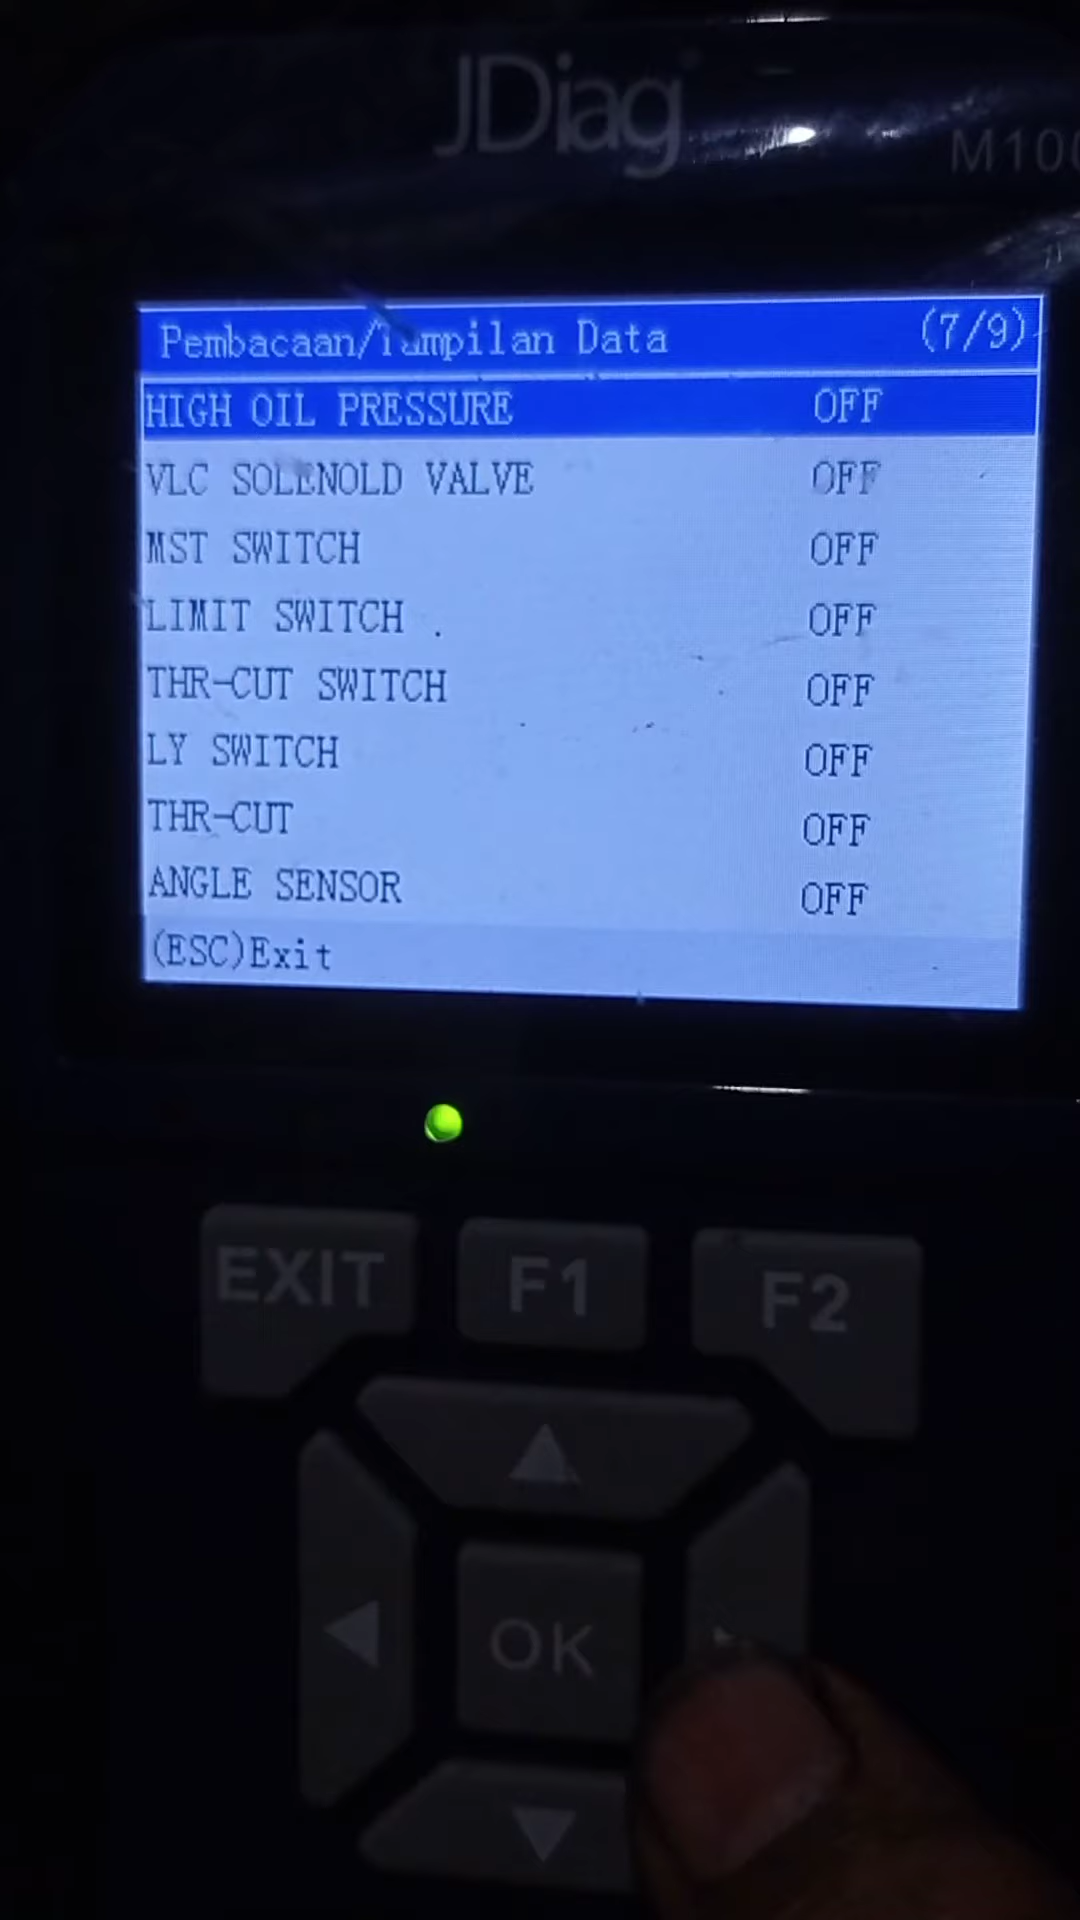 JDiag
M100
Pembacaan/Tampilan Data (7/9)
HIGH OIL PRESSURE OFF
VLC SOLENOLD VALVE OFF
MST SWITCH OFF
LIMIT SWITCH . OFF
THR-CUT SWITCH OFF
LY SWITCH OFF
THR-CUT OFF
ANGLE SENSOR OFF
(ESC)Exit
EXIT F1 F2
OK